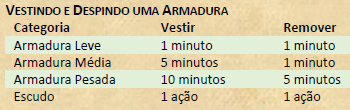 VESTINDO E DESPINDO UMA ARMADURA
Categoria Vestir Remover
Armadura Leve 1 minuto 1 minuto
Armadura Média 5 minutos 1 minuto
Armadura Pesada 10 minutos 5 minutos
Escudo 1 ação 1 ação